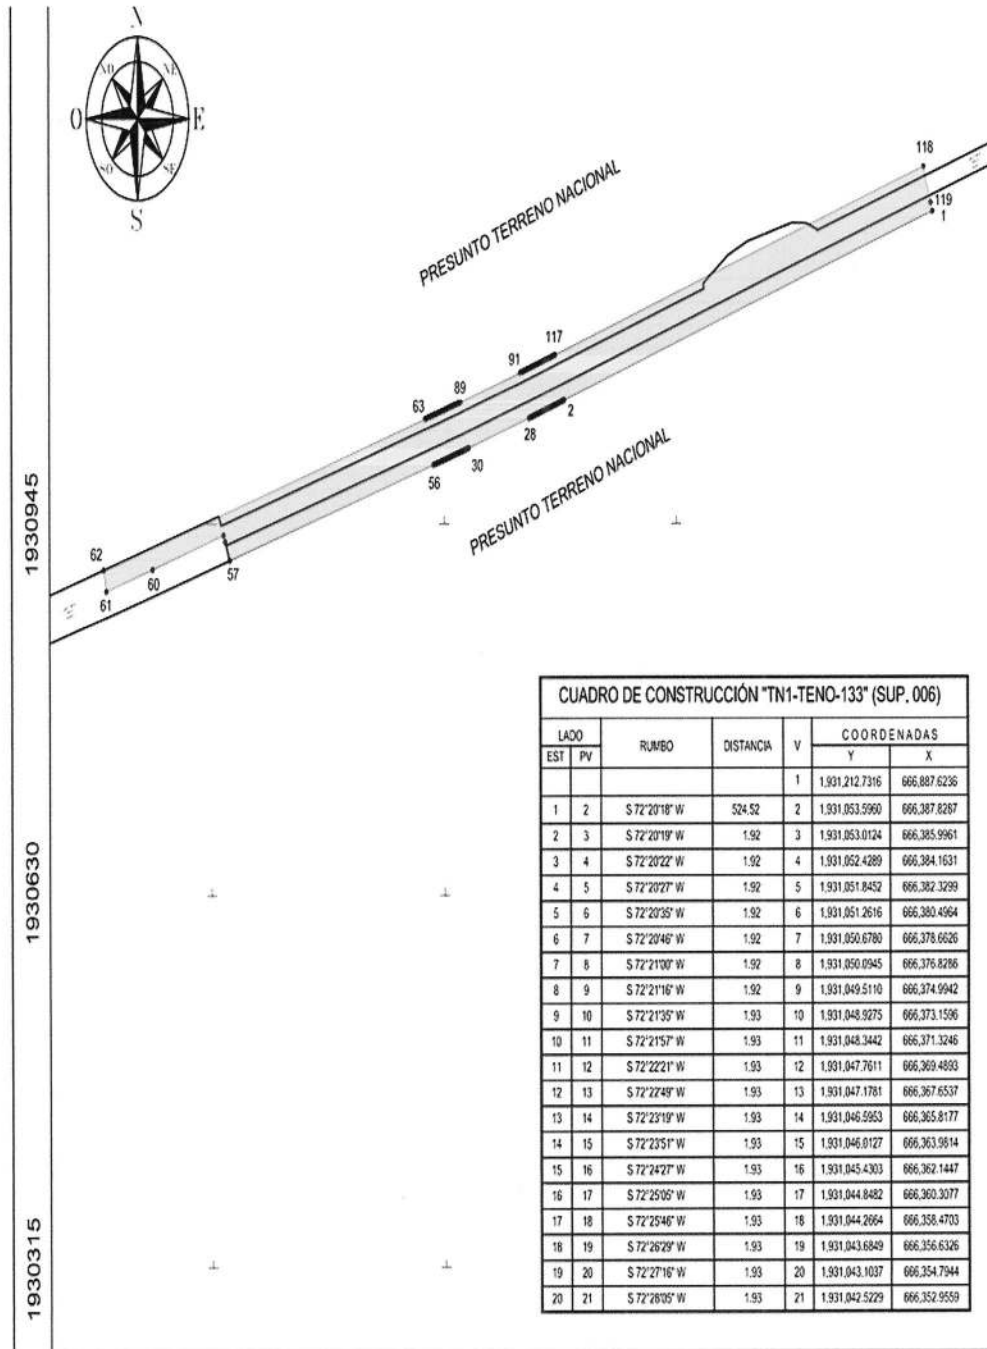 N
NO NE
O E
SO SE
S
118
119
1
PRESUNTO TERRENO NACIONAL
117
91
89
63
2
28
30
56
PRESUNTO TERRENO NACIONAL
1930945
62
60
57
61
1930630
1930315
CUADRO DE CONSTRUCCIÓN "TN1-TENO-133" (SUP. 006)
LADO RUMBO DISTANCIA V COORDENADAS
EST PV Y X
1 1,931,212.7316 666,887.6236
1 2 S 72°20'18" W 524.52 2 1,931,053.5960 666,387.8287
2 3 S 72°20'19" W 1.92 3 1,931,053.0124 666,385.9961
3 4 S 72°20'22" W 1.92 4 1,931,052.4289 666,384.1631
4 5 S 72°20'27" W 1.92 5 1,931,051.8452 666,382.3299
5 6 S 72°20'35" W 1.92 6 1,931,051.2616 666,380.4964
6 7 S 72°20'46" W 1.92 7 1,931,050.6780 666,378.6626
7 8 S 72°21'00" W 1.92 8 1,931,050.0945 666,376.8286
8 9 S 72°21'16" W 1.92 9 1,931,049.5110 666,374.9942
9 10 S 72°21'35" W 1.93 10 1,931,048.9275 666,373.1596
10 11 S 72°21'57" W 1.93 11 1,931,048.3442 666,371.3246
11 12 S 72°22'21" W 1.93 12 1,931,047.7611 666,369.4893
12 13 S 72°22'49" W 1.93 13 1,931,047.1781 666,367.6537
13 14 S 72°23'19" W 1.93 14 1,931,046.5953 666,365.8177
14 15 S 72°23'51" W 1.93 15 1,931,046.0127 666,363.9814
15 16 S 72°24'27" W 1.93 16 1,931,045.4303 666,362.1447
16 17 S 72°25'05" W 1.93 17 1,931,044.8482 666,360.3077
17 18 S 72°25'46" W 1.93 18 1,931,044.2664 666,358.4703
18 19 S 72°26'29" W 1.93 19 1,931,043.6849 666,356.6326
19 20 S 72°27'16" W 1.93 20 1,931,043.1037 666,354.7944
20 21 S 72°28'05" W 1.93 21 1,931,042.5229 666,352.9559